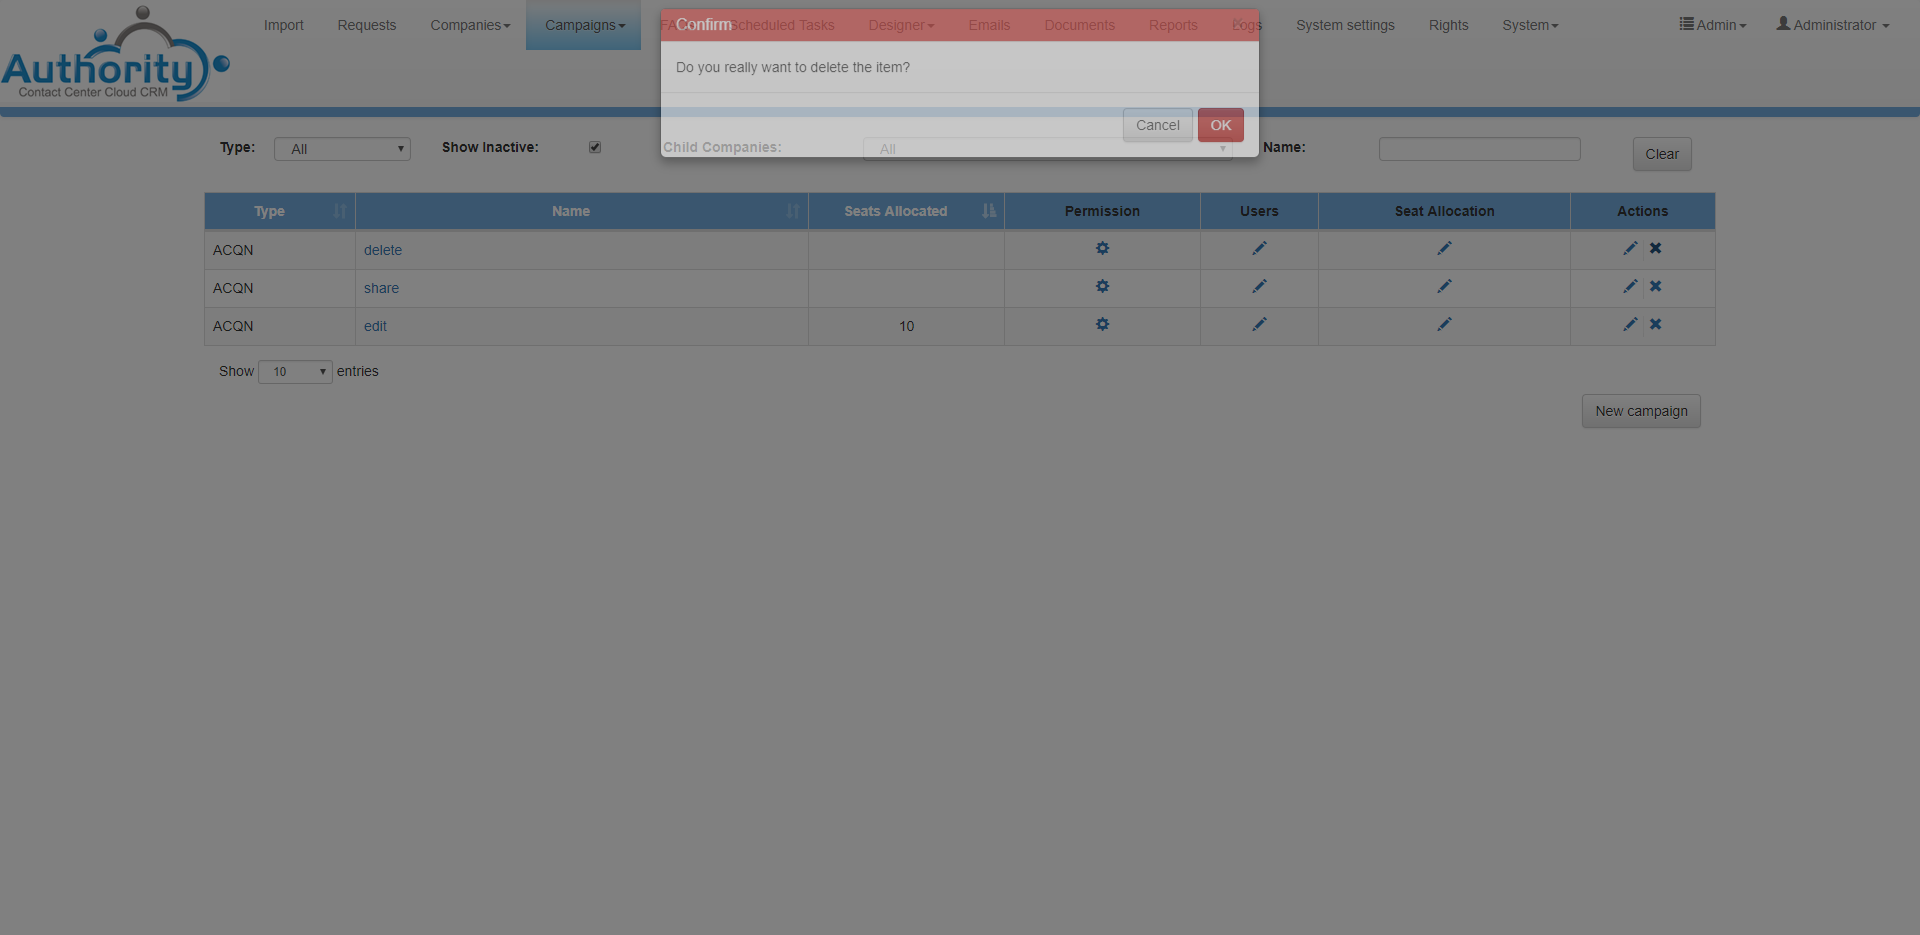 Authority
Contact Center Cloud CRM
Import Requests Companies Campaigns FA Scheduled Tasks Designer Emails Documents Reports Logs System settings Rights System Admin Administrator
Confirm
Do you really want to delete the item?
Cancel OK
Type: All Show Inactive: Child Companies: All Name: Clear
Type Name Seats Allocated Permission Users Seat Allocation Actions
ACQN delete
ACQN share
ACQN edit 10
Show 10 entries
New campaign